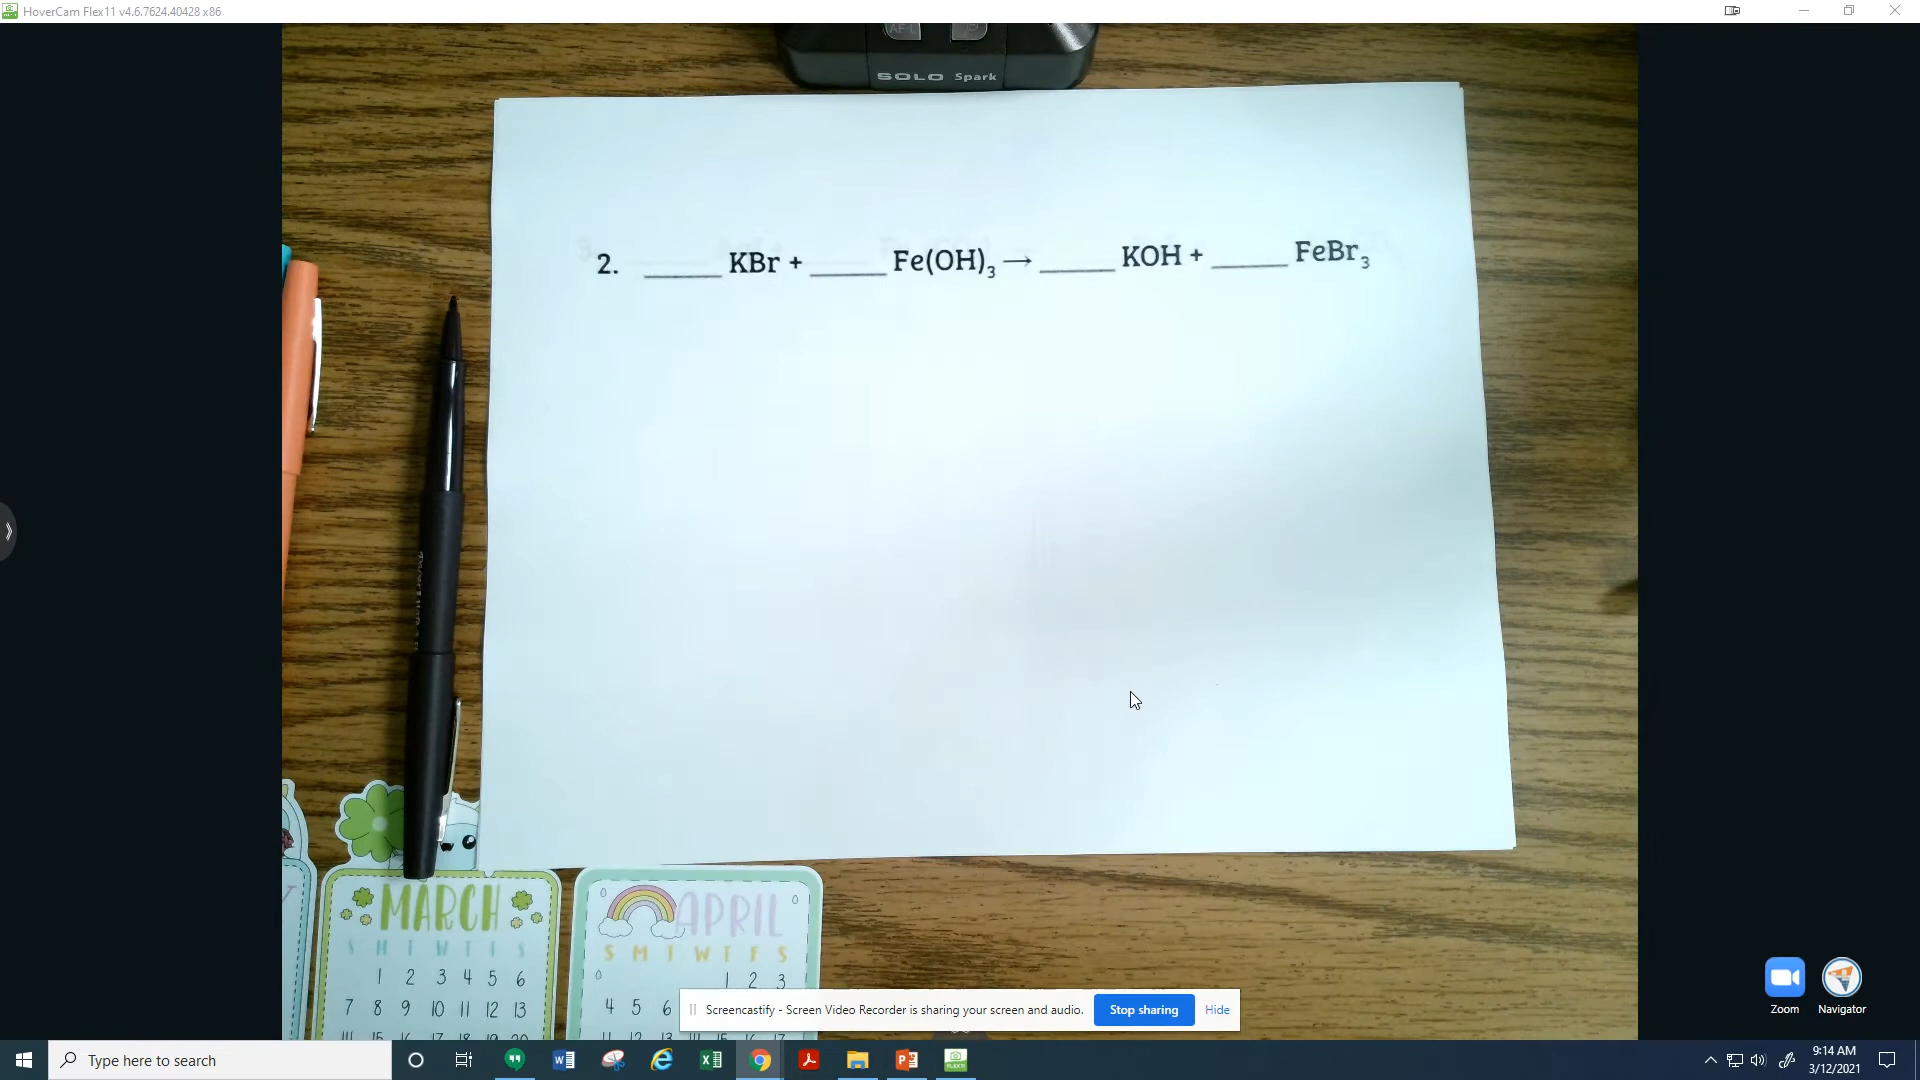 HoverCam Flex11 v4.6.7624.40428 x86
AF-L
SOLO Spark
2. _____ KBr + _____ Fe(OH)₃ → _____ KOH + _____ FeBr₃
MARCH
S M T W T F S
1 2 3 4 5 6
7 8 9 10 11 12 13
APRIL
S M T W T F S
1 2 3
4 5 6
Screencastify - Screen Video Recorder is sharing your screen and audio.
Stop sharing
Hide
Zoom
Navigator
Type here to search
9:14 AM
3/12/2021